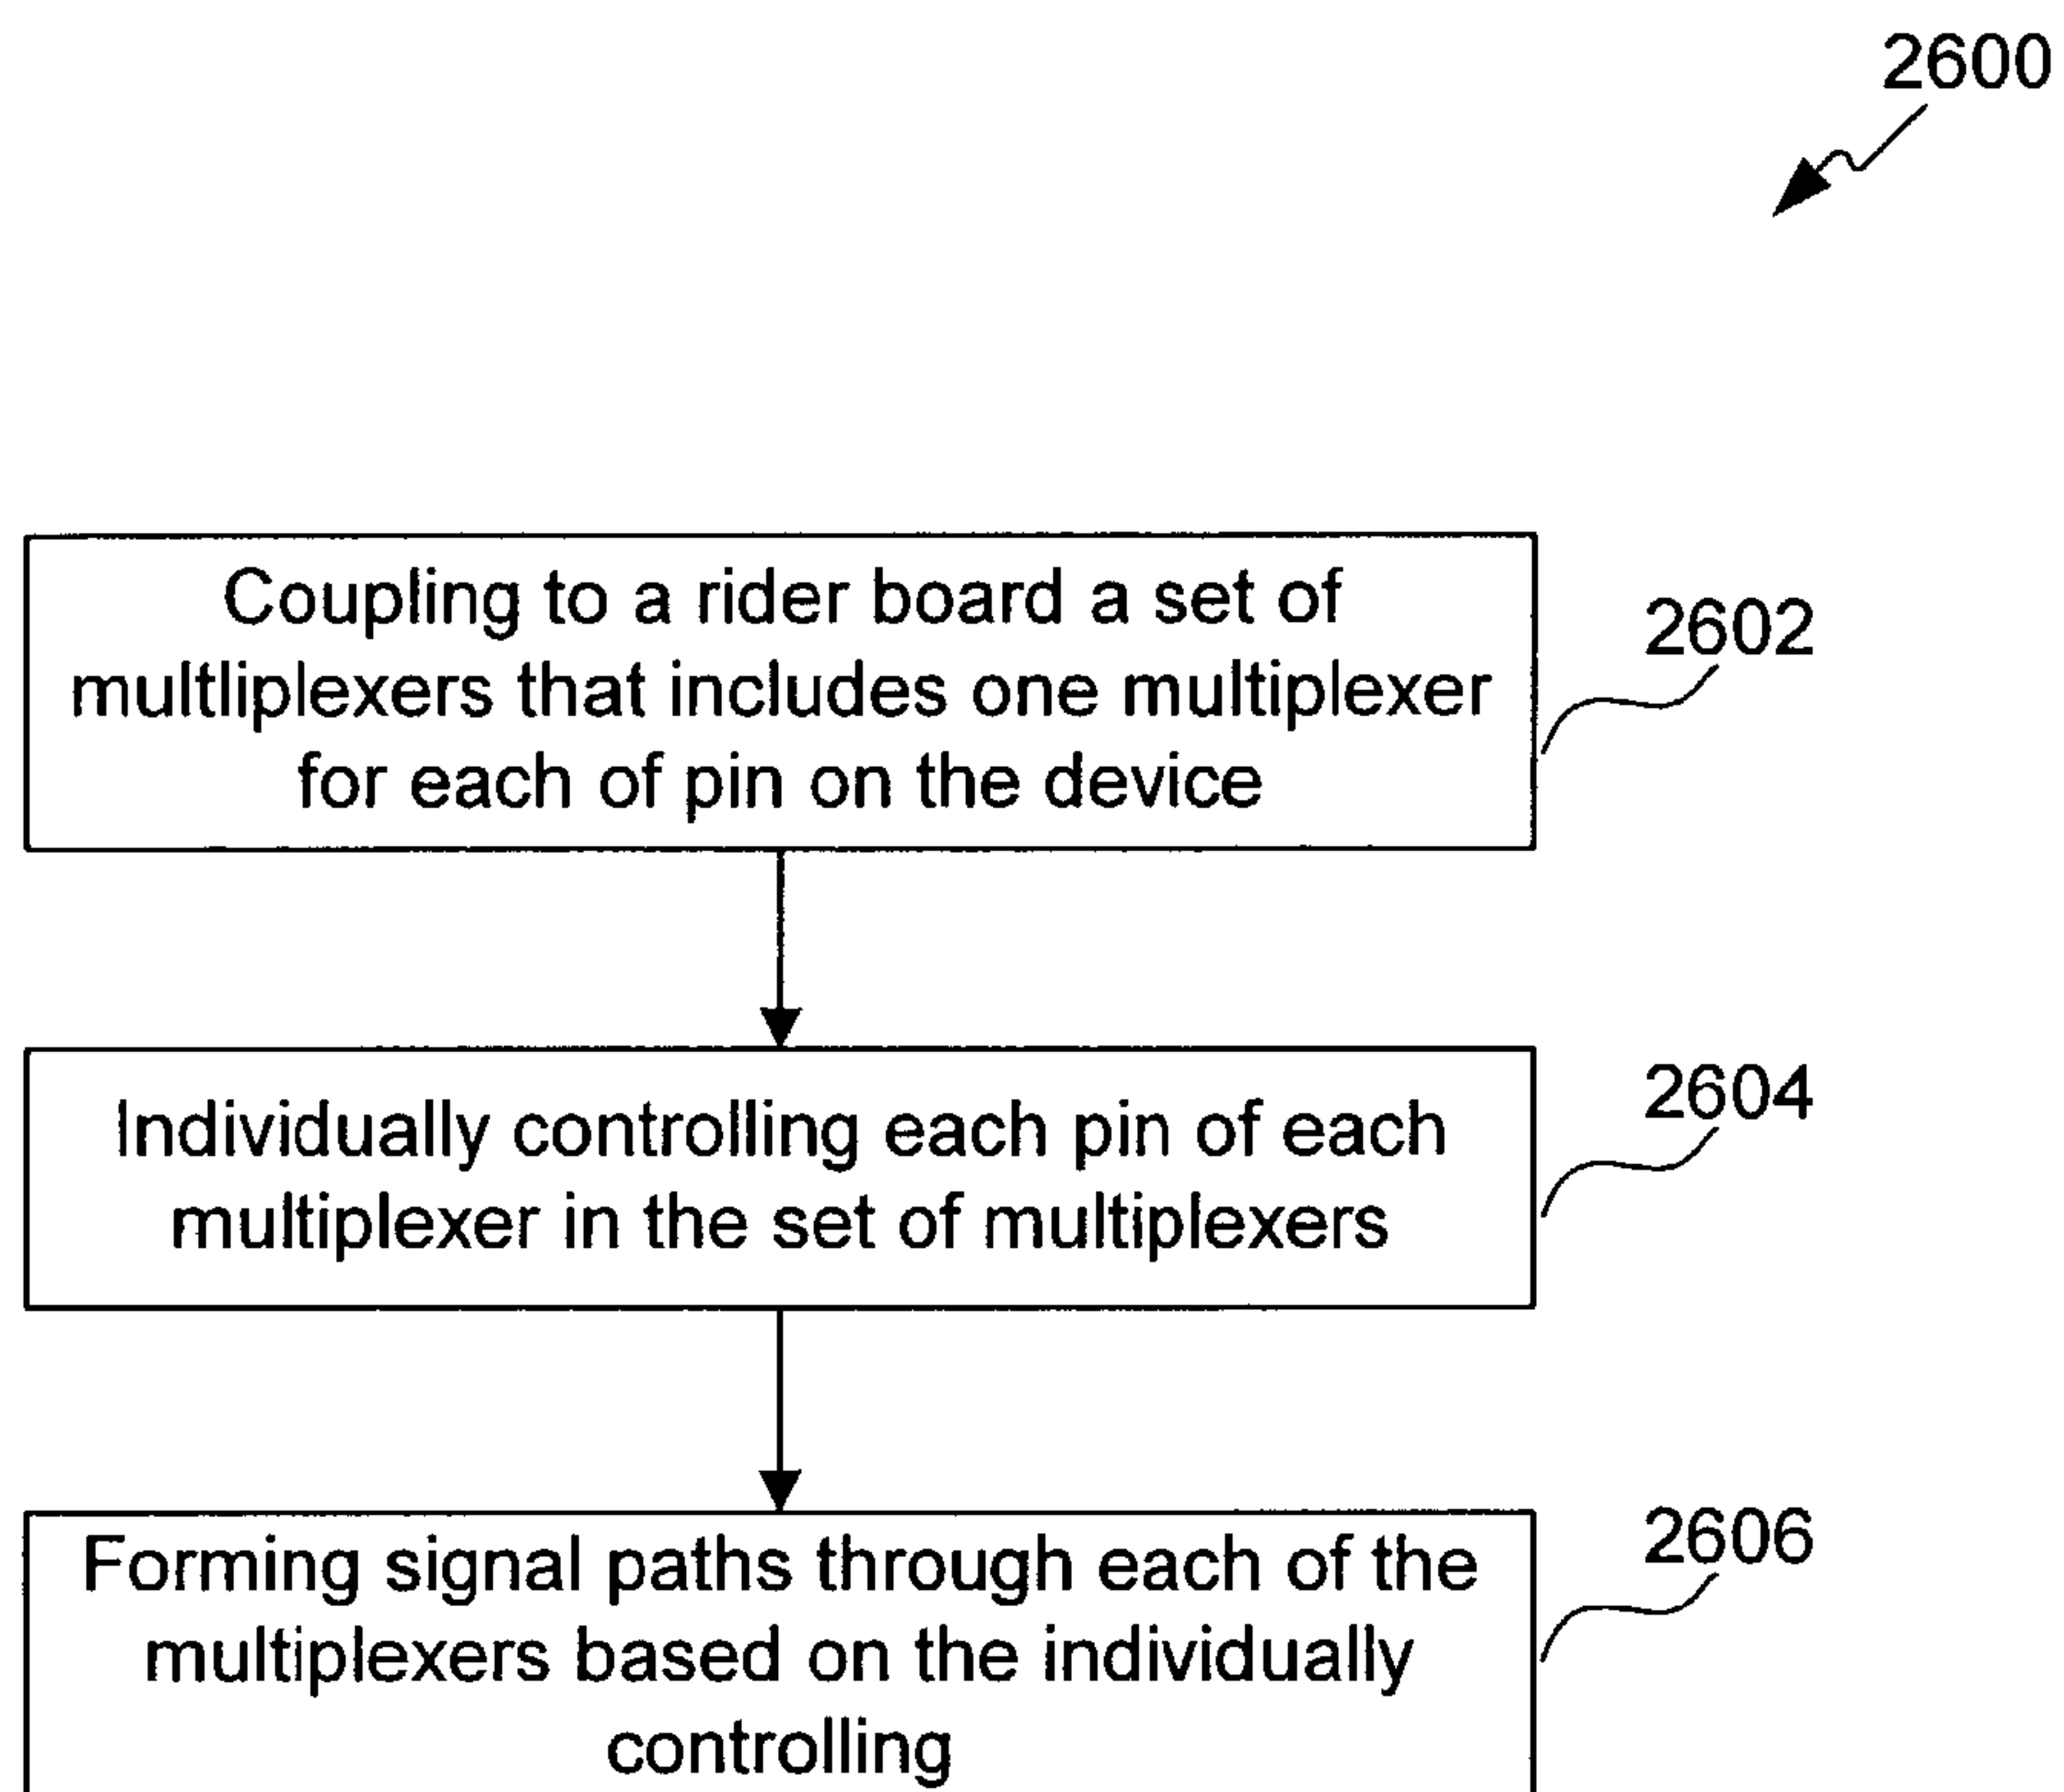 2600
Coupling to a rider board a set of
multliplexers that includes one multiplexer
for each of pin on the device
2602
Individually controlling each pin of each
multiplexer in the set of multiplexers
2604
Forming signal paths through each of the
multiplexers based on the individually
controlling
2606